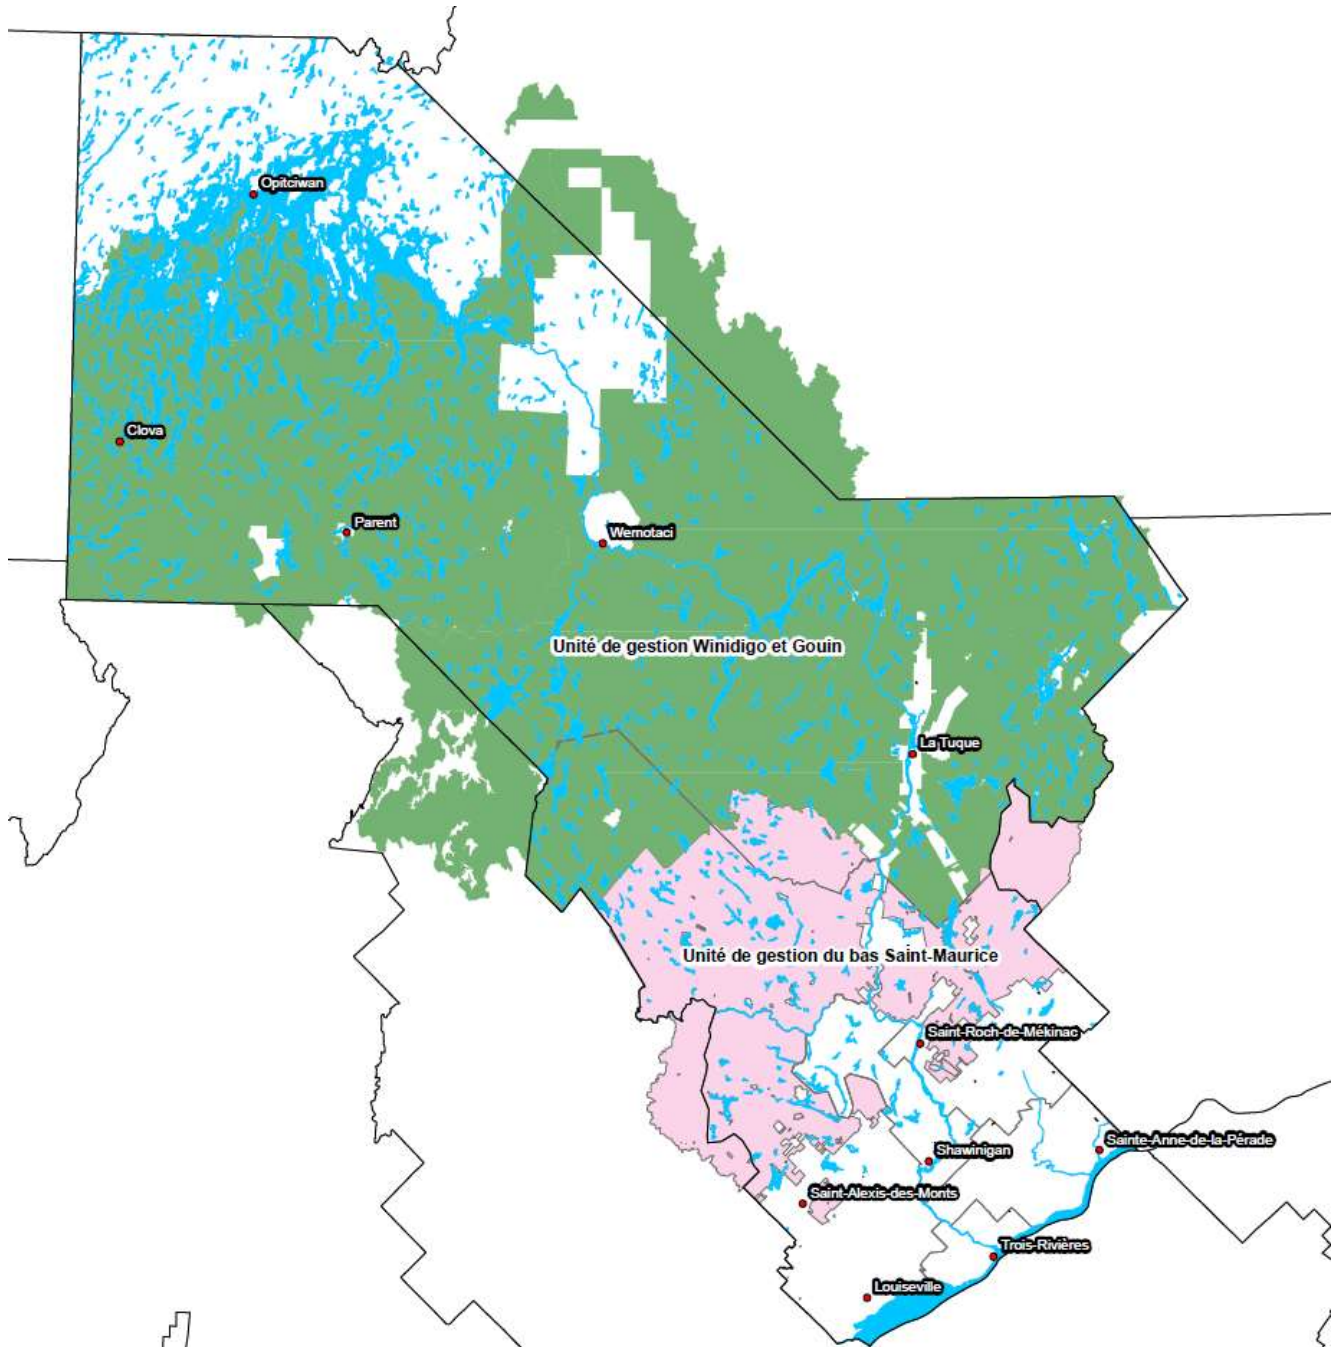 Opitciwan
Clova
Parent
Wemotaci
Unité de gestion Winidigo et Gouin
La Tuque
Unité de gestion du bas Saint-Maurice
Saint-Roch-de-Mékinac
Sainte-Anne-de-la-Pérade
Shawinigan
Saint-Alexis-des-Monts
Trois-Rivières
Louiseville